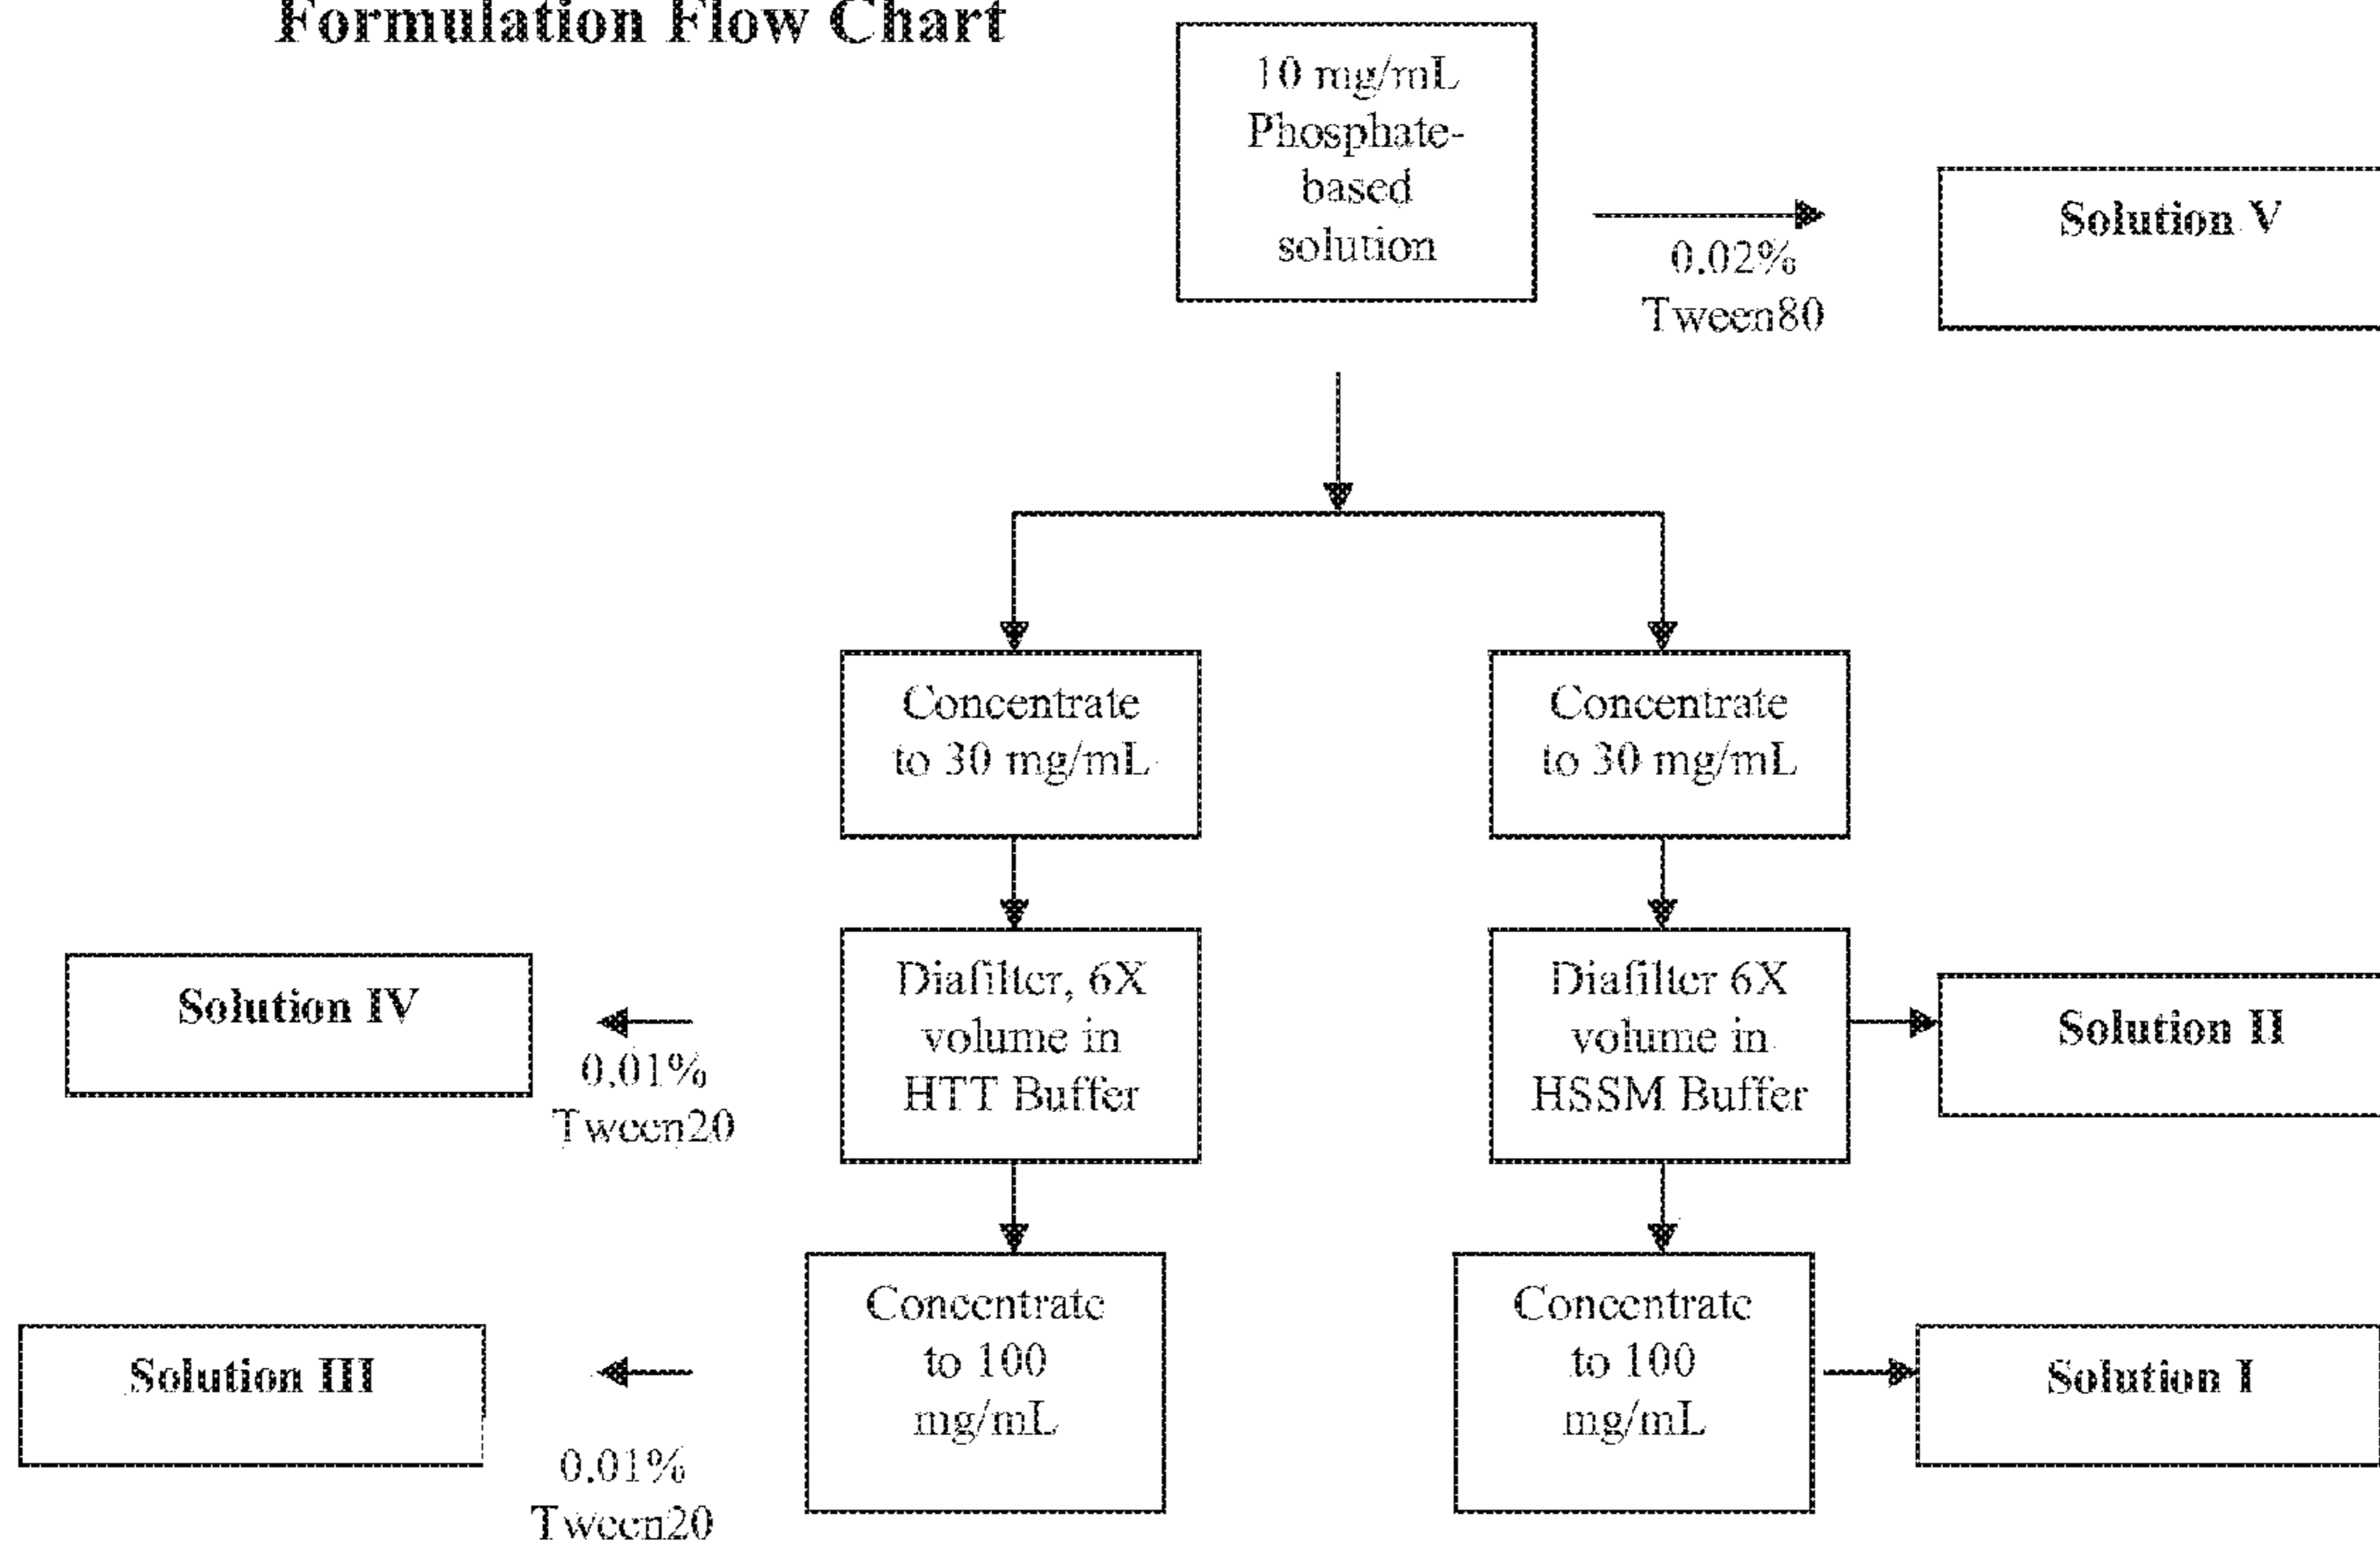 Formulation Flow Chart
10 mg/mL
Phosphate-
based
solution
0.02%
Tween80
Solution V
Concentrate
to 30 mg/mL
Concentrate
to 30 mg/mL
Diafilter, 6X
volume in
HTT Buffer
Diafilter 6X
volume in
HSSM Buffer
Solution IV
0.01%
Tween20
Solution II
Concentrate
to 100
mg/mL
Concentrate
to 100
mg/mL
Solution III
0.01%
Tween20
Solution I